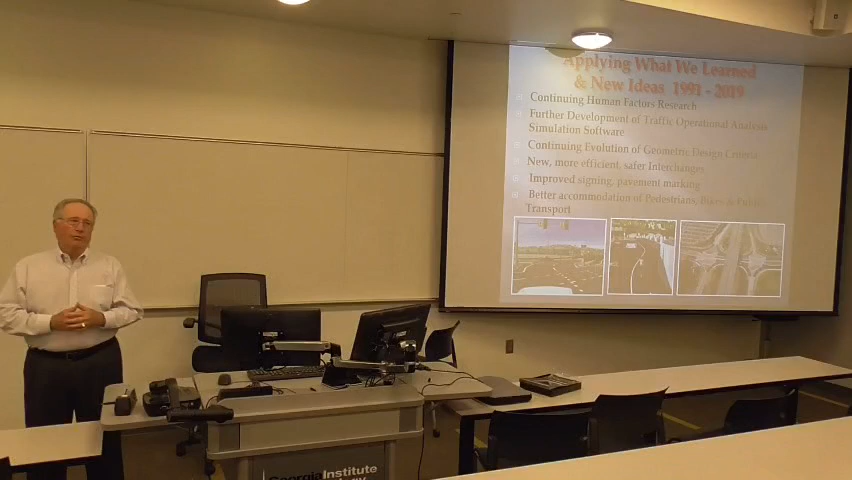 Applying What We Learned
& New Ideas 1991 - 2019
Continuing Human Factors Research
Further Development of Traffic Operational Analysis
Simulation Software
Continuing Evolution of Geometric Design Criteria
New, more efficient, safer Interchanges
Improved signing, pavement marking
Better accommodation of Pedestrians, Bikes & Public
Transport
Georgia Institute